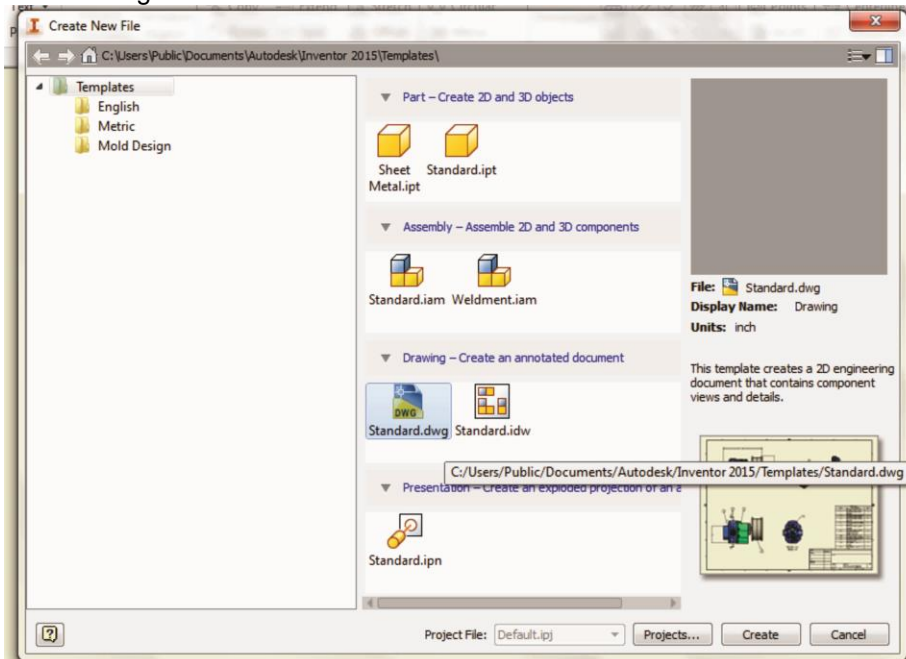 Create New File
C:\Users\Public\Documents\Autodesk\Inventor 2015\Templates\
Templates
English
Metric
Mold Design
Part – Create 2D and 3D objects
Sheet Metal.ipt
Standard.ipt
Assembly – Assemble 2D and 3D components
Standard.iam
Weldment.iam
Drawing – Create an annotated document
DWG
Standard.dwg
Standard.idw
C:/Users/Public/Documents/Autodesk/Inventor 2015/Templates/Standard.dwg
Presentation – Create an exploded projection of an a
Standard.ipn
File: Standard.dwg
Display Name: Drawing
Units: inch
This template creates a 2D engineering
document that contains component
views and details.
Project File: Default.ipj
Projects...
Create
Cancel